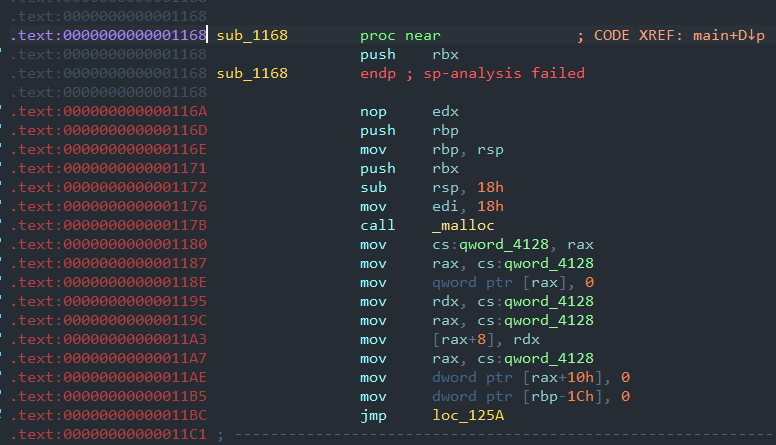 .text:0000000000001168
.text:0000000000001168 sub_1168 proc near ; CODE XREF: main+D↓p
.text:0000000000001168 push rbx
.text:0000000000001168 sub_1168 endp ; sp-analysis failed
.text:0000000000001168
.text:000000000000116A nop edx
.text:000000000000116D push rbp
.text:000000000000116E mov rbp, rsp
.text:0000000000001171 push rbx
.text:0000000000001172 sub rsp, 18h
.text:0000000000001176 mov edi, 18h
.text:000000000000117B call _malloc
.text:0000000000001180 mov cs:qword_4128, rax
.text:0000000000001187 mov rax, cs:qword_4128
.text:000000000000118E mov qword ptr [rax], 0
.text:0000000000001195 mov rdx, cs:qword_4128
.text:000000000000119C mov rax, cs:qword_4128
.text:00000000000011A3 mov [rax+8], rdx
.text:00000000000011A7 mov rax, cs:qword_4128
.text:00000000000011AE mov dword ptr [rax+10h], 0
.text:00000000000011B5 mov dword ptr [rbp-1Ch], 0
.text:00000000000011BC jmp loc_125A
.text:00000000000011C1 ; ---------------------------------------------------------------------------